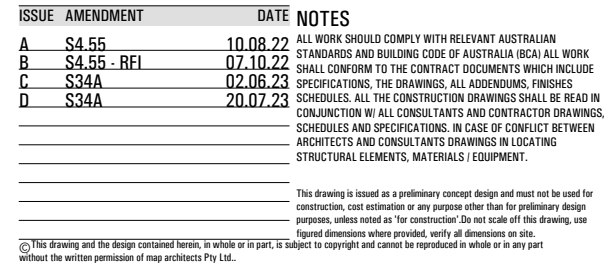 ISSUE AMENDMENT DATE
A S4.55 10.08.22
B S4.55 - RFI 07.10.22
C S34A 02.06.23
D S34A 20.07.23
NOTES
ALL WORK SHOULD COMPLY WITH RELEVANT AUSTRALIAN
STANDARDS AND BUILDING CODE OF AUSTRALIA (BCA) ALL WORK
SHALL CONFORM TO THE CONTRACT DOCUMENTS WHICH INCLUDE
SPECIFICATIONS, THE DRAWINGS, ALL ADDENDUMS, FINISHES
SCHEDULES. ALL THE CONSTRUCTION DRAWINGS SHALL BE READ IN
CONJUNCTION W/ ALL CONSULTANTS AND CONTRACTOR DRAWINGS,
SCHEDULES AND SPECIFICATIONS. IN CASE OF CONFLICT BETWEEN
ARCHITECTS AND CONSULTANTS DRAWINGS IN LOCATING
STRUCTURAL ELEMENTS, MATERIALS / EQUIPMENT.
This drawing is issued as a preliminary concept design and must not be used for
construction, cost estimation or any purpose other than for preliminary design
purposes, unless noted as 'for construction'.Do not scale off this drawing, use
figured dimensions where provided, verify all dimensions on site.
©This drawing and the design contained herein, in whole or in part, is subject to copyright and cannot be reproduced in whole or in any part
without the written permission of map architects Pty Ltd..